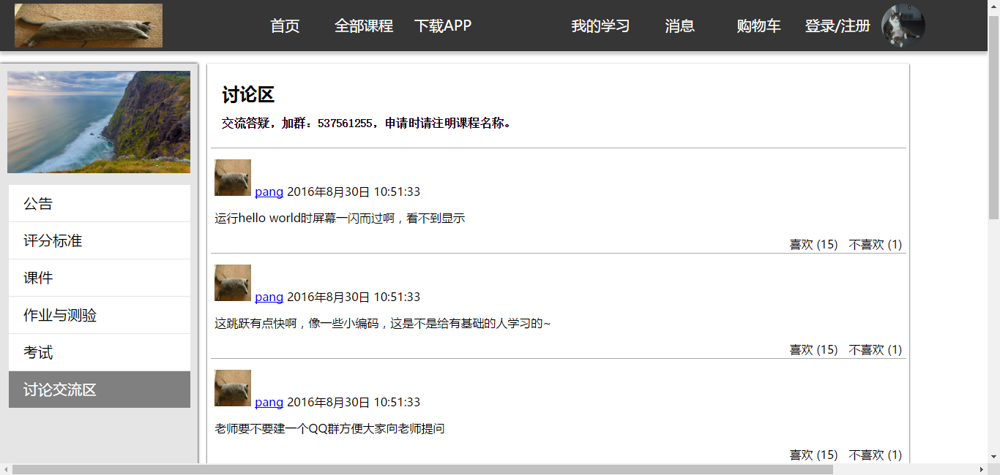 首页 全部课程 下载APP 我的学习 消息 购物车 登录/注册
公告
评分标准
课件
作业与测验
考试
讨论交流区
讨论区
交流答疑，加群：537561255，申请时请注明课程名称。
pang 2016年8月30日 10:51:33
运行hello world时屏幕一闪而过啊，看不到显示
喜欢 (15) 不喜欢 (1)
pang 2016年8月30日 10:51:33
这跳跃有点快啊，像一些小编码，这是不是给有基础的人学习的~
喜欢 (15) 不喜欢 (1)
pang 2016年8月30日 10:51:33
老师要不要建一个QQ群方便大家向老师提问
喜欢 (15) 不喜欢 (1)